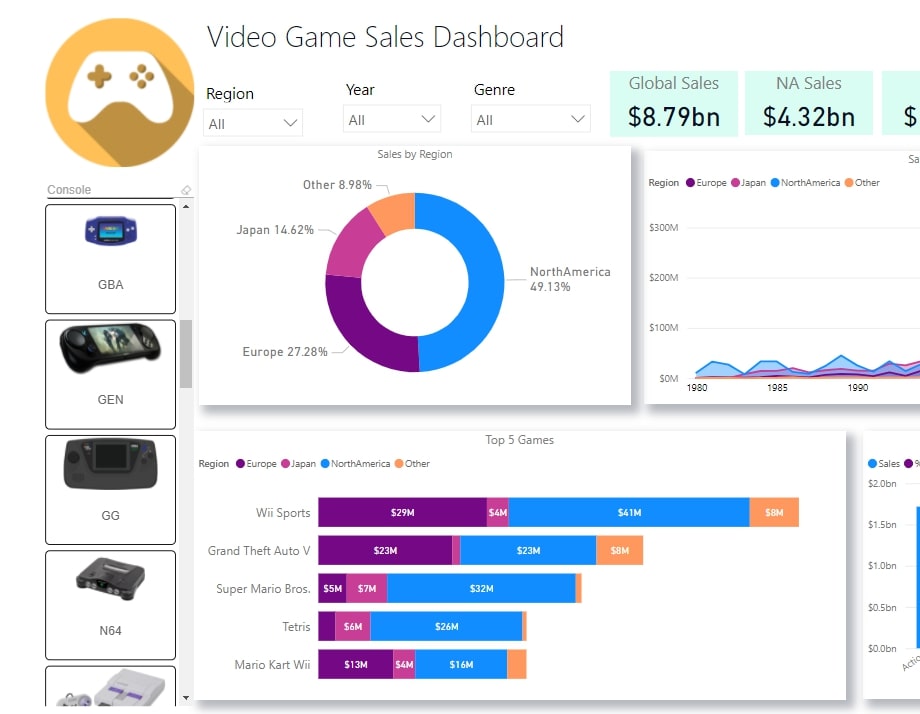 Video Game Sales Dashboard
Region
All
Year
All
Genre
All
Global Sales
$8.79bn
NA Sales
$4.32bn
$
Console
GBA
GEN
GG
N64
Sales by Region
Other 8.98%
Japan 14.62%
NorthAmerica
49.13%
Europe 27.28%
Sa
Region Europe Japan NorthAmerica Other
$300M
$200M
$100M
$0M
1980 1985 1990
Top 5 Games
Region Europe Japan NorthAmerica Other
Wii Sports $29M $4M $41M $8M
Grand Theft Auto V $23M $23M $8M
Super Mario Bros. $5M $7M $32M
Tetris $6M $26M
Mario Kart Wii $13M $4M $16M
Sales %
$2.0bn
$1.5bn
$1.0bn
$0.5bn
$0.0bn
Actio